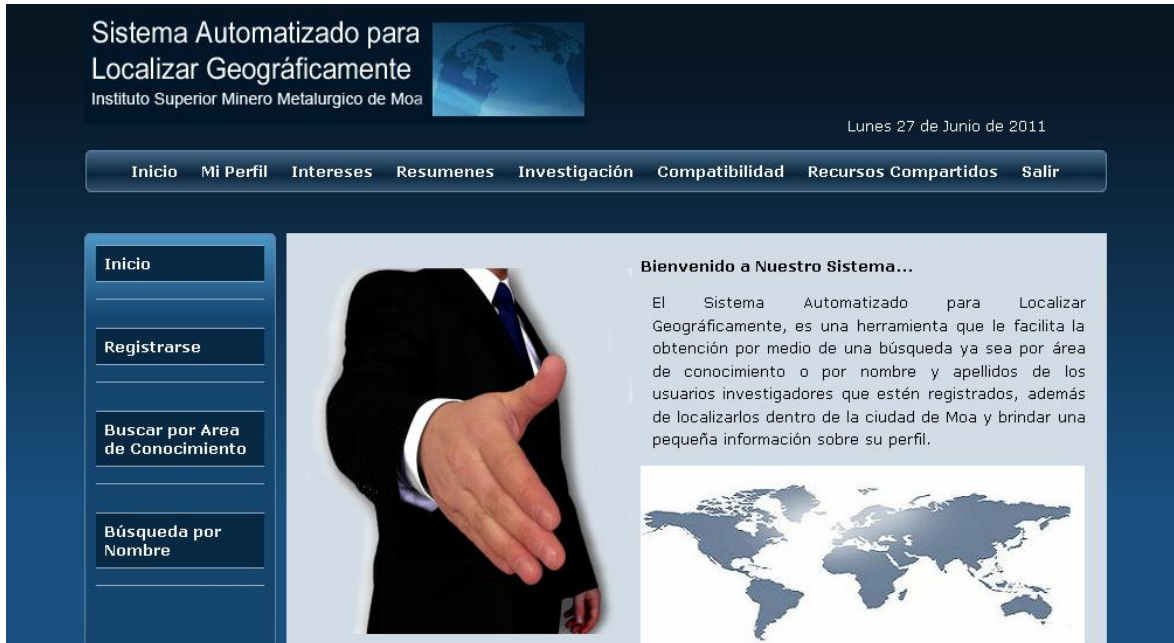 Sistema Automatizado para
Localizar Geográficamente
Instituto Superior Minero Metalurgico de Moa
Lunes 27 de Junio de 2011
Inicio Mi Perfil Intereses Resumenes Investigación Compatibilidad Recursos Compartidos Salir
Inicio
Registrarse
Buscar por Area
de Conocimiento
Búsqueda por
Nombre
Bienvenido a Nuestro Sistema...
El Sistema Automatizado para Localizar
Geográficamente, es una herramienta que le facilita la
obtención por medio de una búsqueda ya sea por área
de conocimiento o por nombre y apellidos de los
usuarios investigadores que estén registrados, además
de localizarlos dentro de la ciudad de Moa y brindar una
pequeña información sobre su perfil.